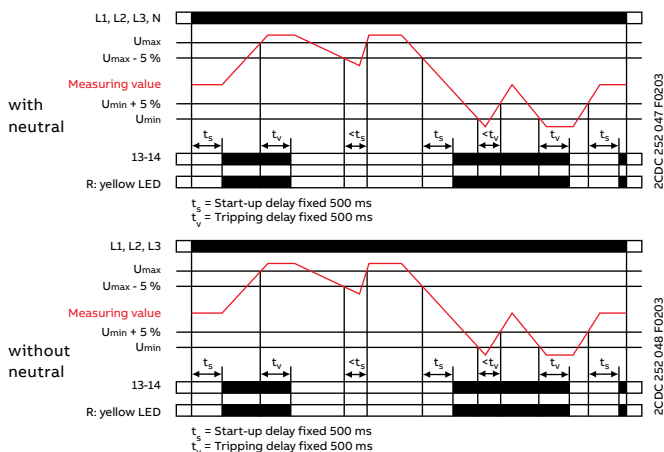 L1, L2, L3, N
Umax
Umax - 5 %
Measuring value
Umin + 5 %
Umin
with
neutral
ts tv <ts ts <tv tv ts
13-14
R: yellow LED
ts = Start-up delay fixed 500 ms
tv = Tripping delay fixed 500 ms
2CDC 252 047 F0203
L1, L2, L3
Umax
Umax - 5 %
Measuring value
Umin + 5 %
Umin
without
neutral
ts tv <ts ts <tv tv ts
13-14
R: yellow LED
ts = Start-up delay fixed 500 ms
tv = Tripping delay fixed 500 ms
2CDC 252 048 F0203